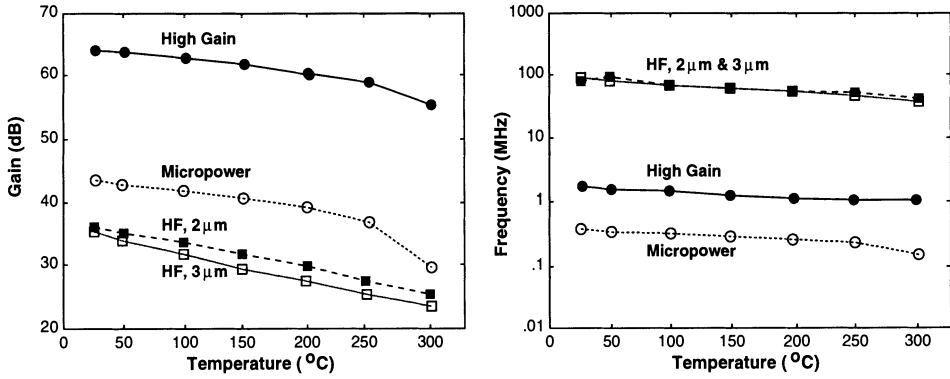 70
60
50
40
30
20
Gain (dB)
High Gain
Micropower
HF, 2μm
HF, 3μm
0 50 100 150 200 250 300
Temperature (°C)
1000
100
10
1
.1
.01
Frequency (MHz)
HF, 2μm & 3μm
High Gain
Micropower
0 50 100 150 200 250 300
Temperature (°C)